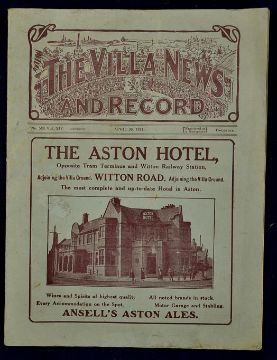 THE VILLA NEWS
AND RECORD
THE ASTON HOTEL,
Opposite Tram Terminus and Witton Railway Station,
Adjoining the Villa Ground. WITTON ROAD. Adjoining the Villa Ground.
The most complete and up-to-date Hotel in Aston.
ASTON HOTEL
Wines and Spirits of highest quality. All noted brands in stock.
Every Accommodation on the Spot. Motor Garage and Stabling.
ANSELL'S ASTON ALES.